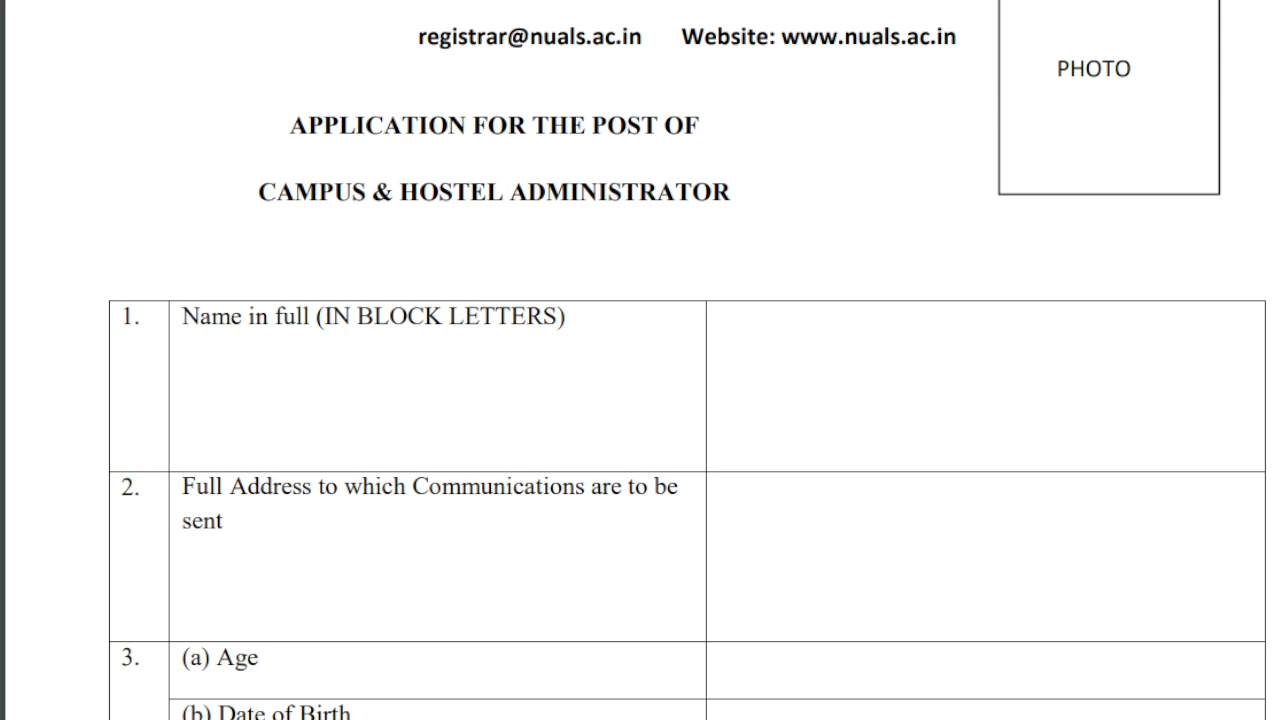 registrar@nuals.ac.in Website: www.nuals.ac.in
PHOTO
APPLICATION FOR THE POST OF
CAMPUS & HOSTEL ADMINISTRATOR
1. Name in full (IN BLOCK LETTERS)
2. Full Address to which Communications are to be
sent
3. (a) Age
(b) Date of Birth